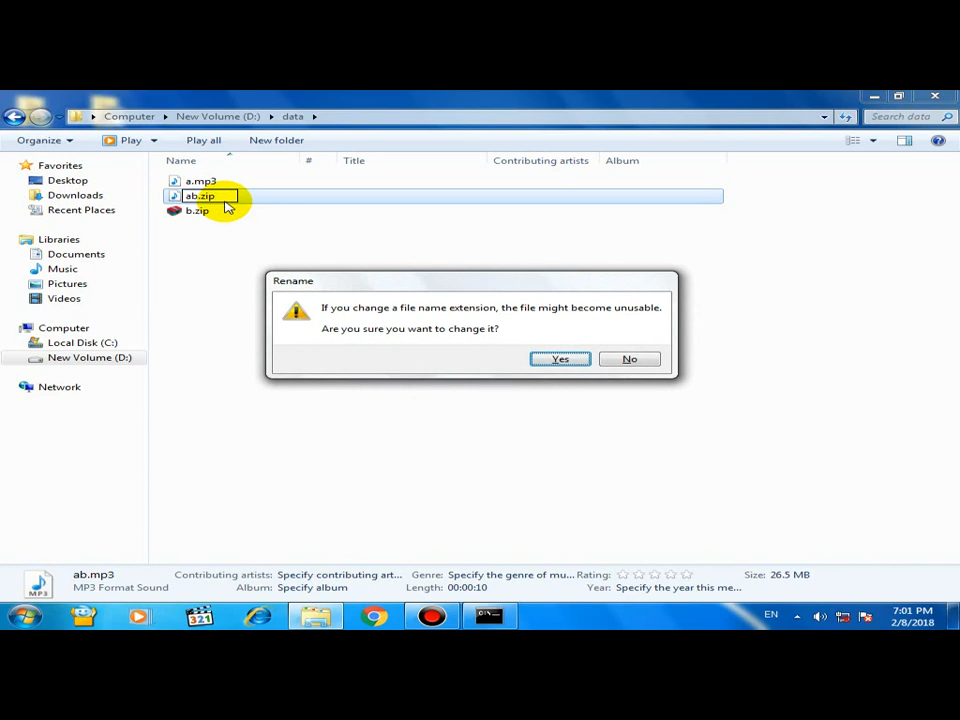 Computer New Volume (D:) data Search data
Organize Play Play all New folder
Favorites
Desktop
Downloads
Recent Places
Libraries
Documents
Music
Pictures
Videos
Computer
Local Disk (C:)
New Volume (D:)
Network
Name # Title Contributing artists Album
a.mp3
ab.zip
b.zip
Rename
If you change a file name extension, the file might become unusable.
Are you sure you want to change it?
Yes No
MP3
ab.mp3 Contributing artists: Specify contributing art... Genre: Specify the genre of mu... Rating: Size: 26.5 MB
MP3 Format Sound Album: Specify album Length: 00:00:10 Year: Specify the year this me...
321
C:\.
EN
7:01 PM
2/8/2018